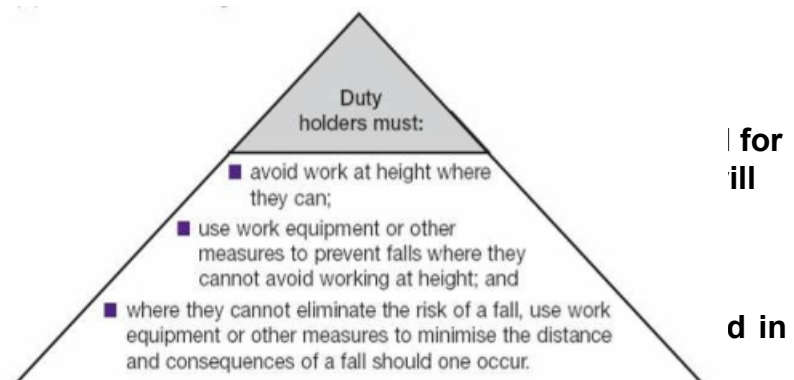 Duty
holders must:
for
■ avoid work at height where
they can;
■ use work equipment or other
measures to prevent falls where they
cannot avoid working at height; and
■ where they cannot eliminate the risk of a fall, use work
equipment or other measures to minimise the distance
d in
and consequences of a fall should one occur.